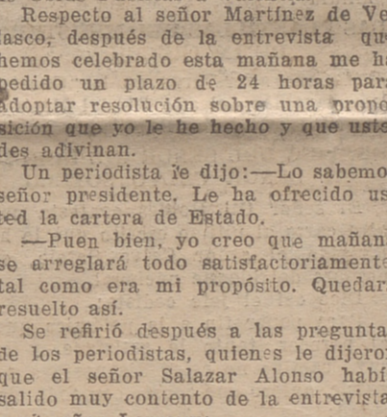 Respecto al señor Martínez de Ve
lasco, después de la entrevista que
hemos celebrado esta mañana me ha
pedido un plazo de 24 horas para
adoptar resolución sobre una propo
sición que yo le he hecho y que uste
des adivinan.
Un periodista le dijo:—Lo sabemo
señor presidente. Le ha ofrecido us
ted la cartera de Estado.
—Puen bien, yo creo que mañan
se arreglará todo satisfactoriamente
tal como era mi propósito. Quedar
resuelto así.
Se refirió después a las pregunta
de los periodistas, quienes le dijero
que el señor Salazar Alonso habí
salido muy contento de la entrevista